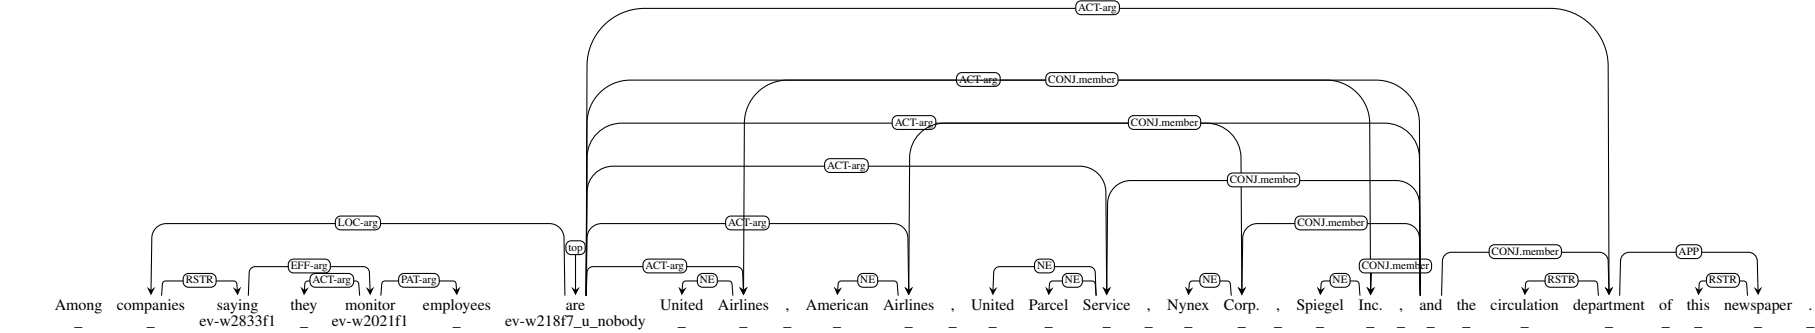 ACT-arg
ACT-arg CONJ.member
ACT-arg CONJ.member
ACT-arg
CONJ.member
LOC-arg ACT-arg CONJ.member
top CONJ.member APP
EFF-arg ACT-arg NE CONJ.member
RSTR ACT-arg PAT-arg NE NE NE NE NE RSTR RSTR
Among companies saying they monitor employees are United Airlines , American Airlines , United Parcel Service , Nynex Corp. , Spiegel Inc. , and the circulation department of this newspaper .
_ _ ev-w2833f1 _ ev-w2021f1 _ ev-w218f7_u_nobody _ _ _ _ _ _ _ _ _ _ _ _ _ _ _ _ _ _ _ _ _ _ _ _